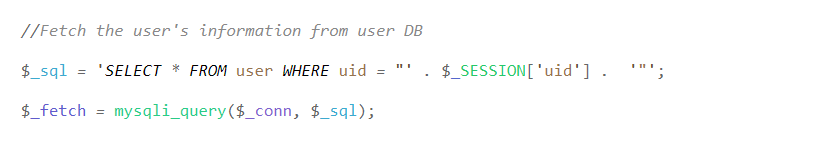 //Fetch the user's information from user DB
$_sql = 'SELECT * FROM user WHERE uid = "' . $_SESSION['uid'] .  '"';
$_fetch = mysqli_query($_conn, $_sql);